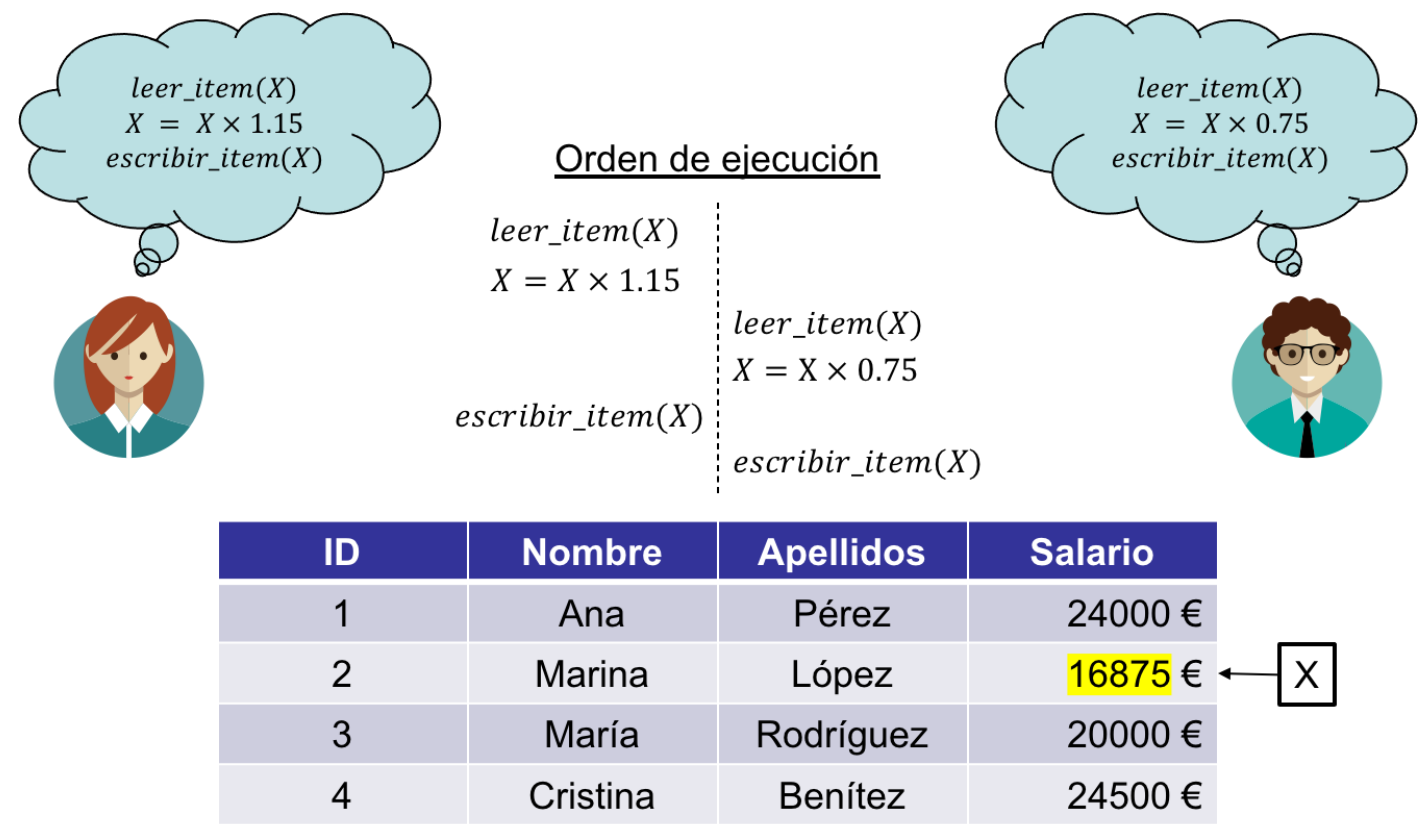 leer_item(X)
X = X × 1.15
escribir_item(X)
leer_item(X)
X = X × 0.75
escribir_item(X)
Orden de ejecución
leer_item(X)
X = X × 1.15
leer_item(X)
X = X × 0.75
escribir_item(X)
escribir_item(X)
ID Nombre Apellidos Salario
1 Ana Pérez 24000 €
2 Marina López 16875 € X
3 María Rodríguez 20000 €
4 Cristina Benítez 24500 €